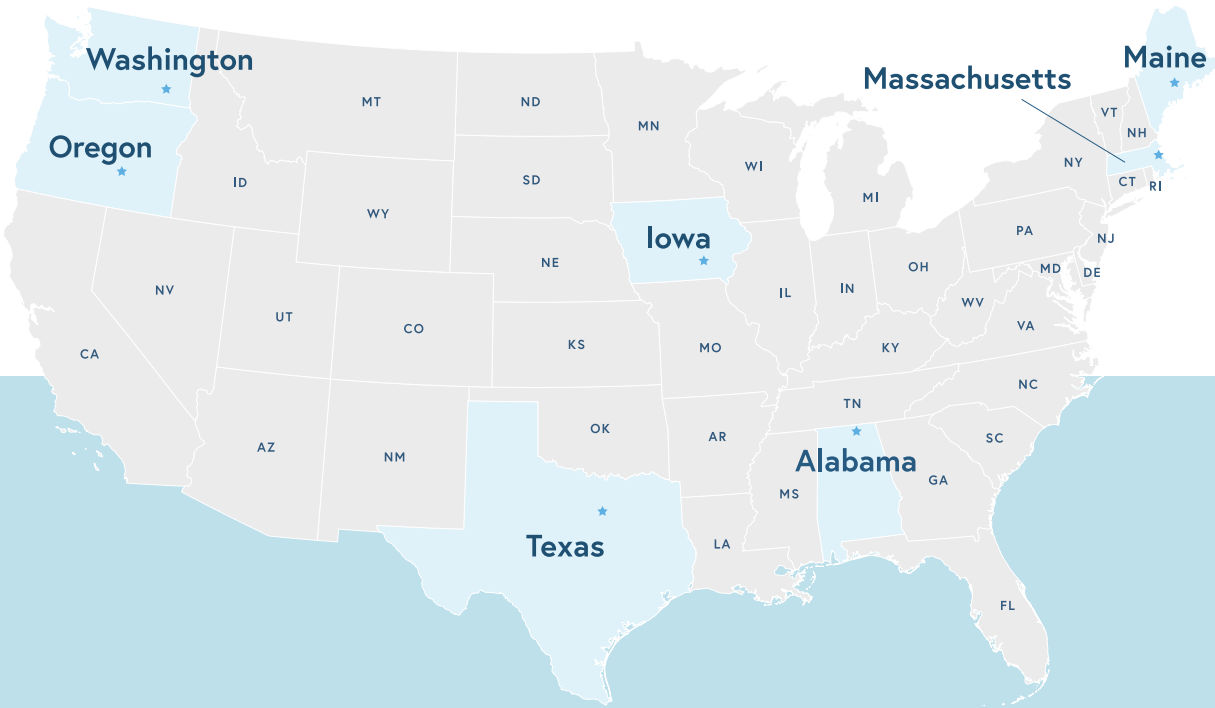 Washington
Maine
Massachusetts
MT
ND
MN
VT
NH
Oregon
WI
NY
ID
SD
MI
CT
RI
WY
Iowa
PA
NJ
NE
OH
MD
DE
NV
IL
IN
WV
UT
CO
KS
MO
KY
VA
CA
TN
NC
AZ
NM
OK
AR
Alabama
SC
MS
GA
Texas
LA
FL